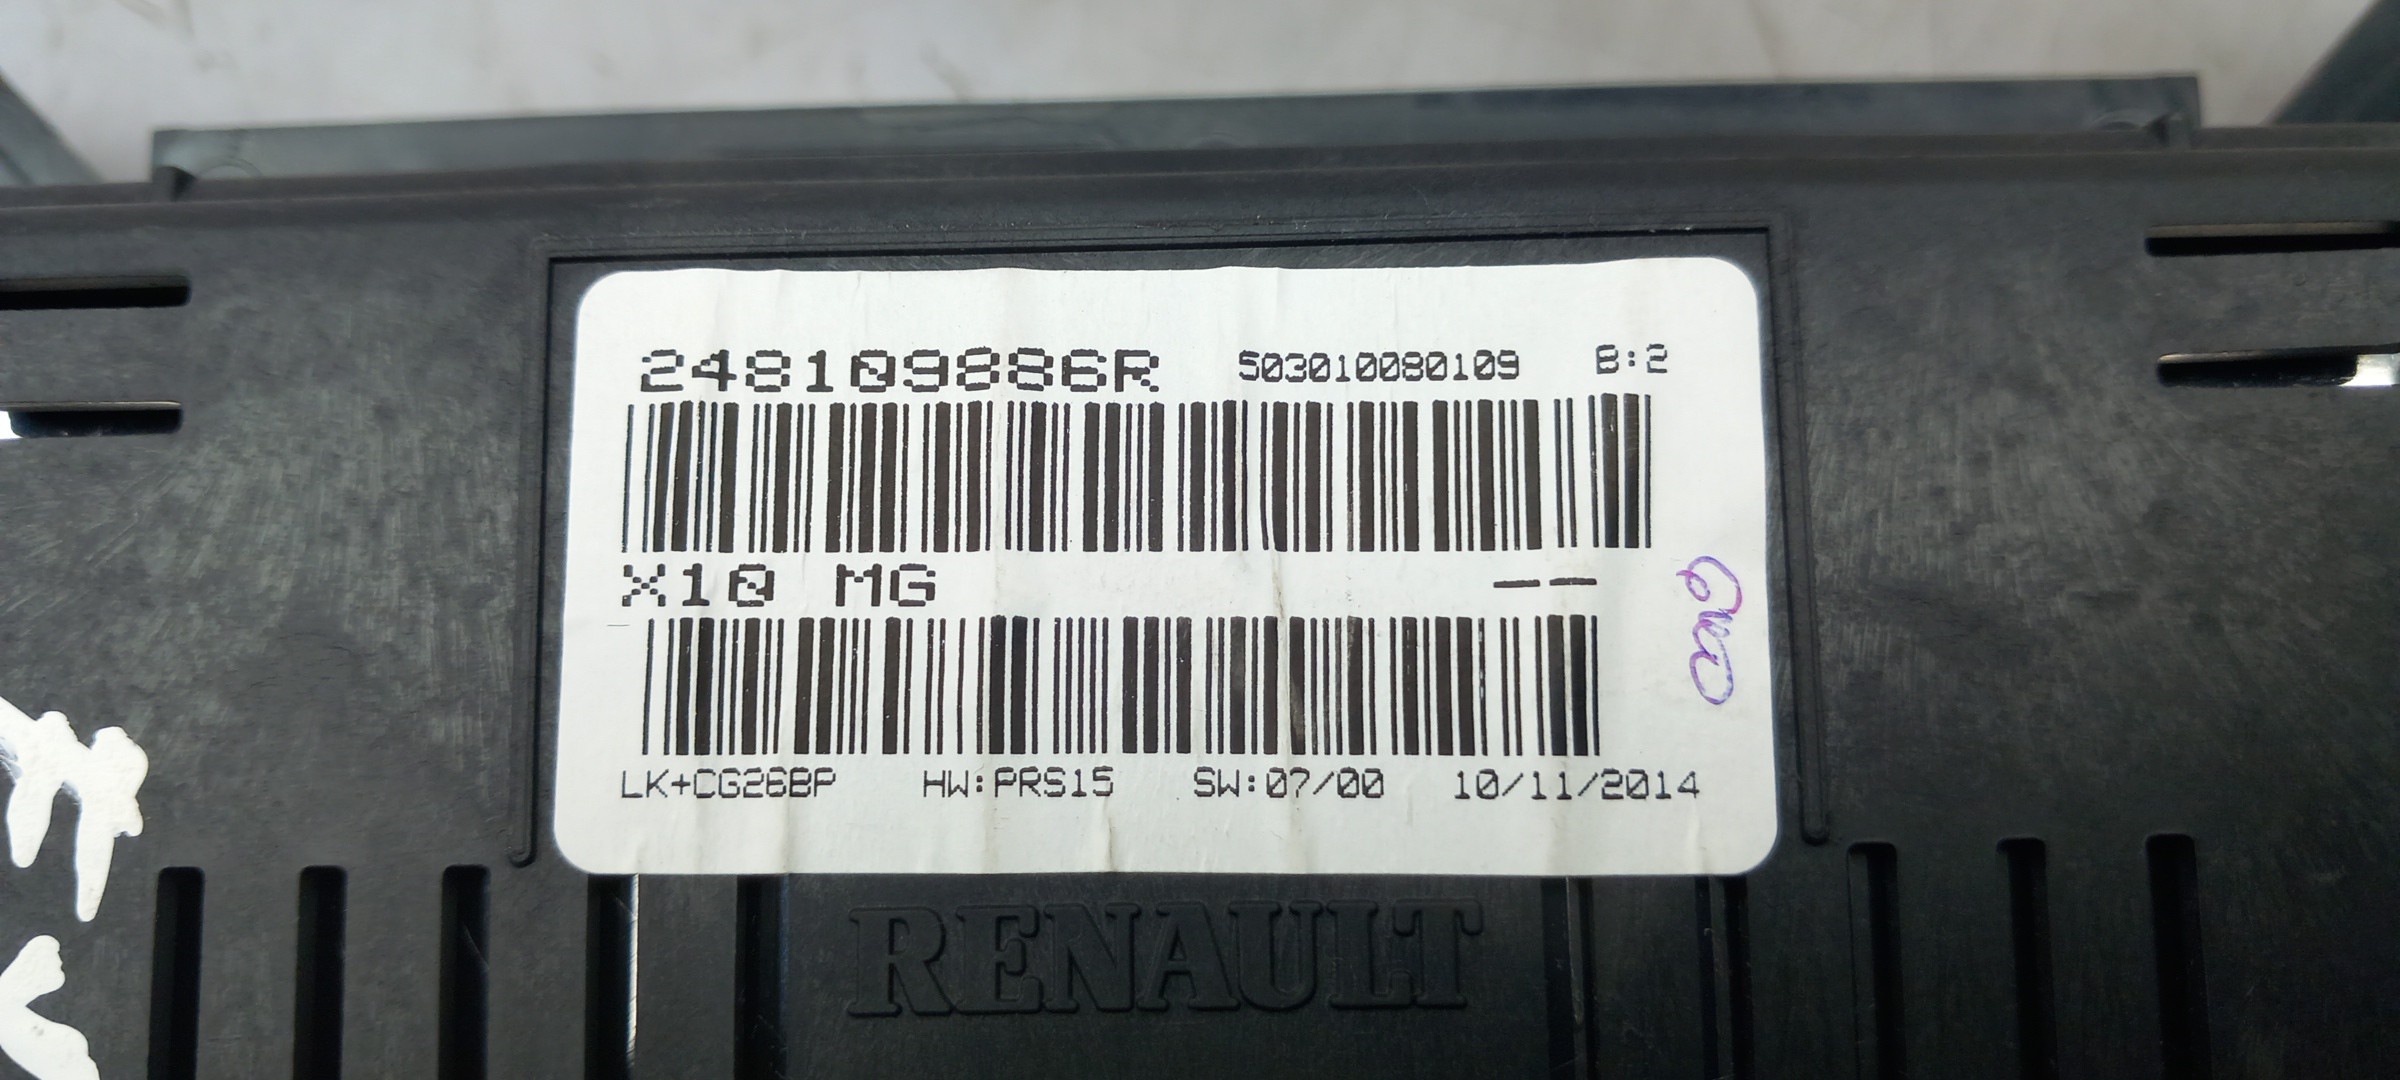 248109886R 503010080109 B:2
X10 MG --
LK+CG26BP HW:PRS15 SW:07/00 10/11/2014
RENAULT